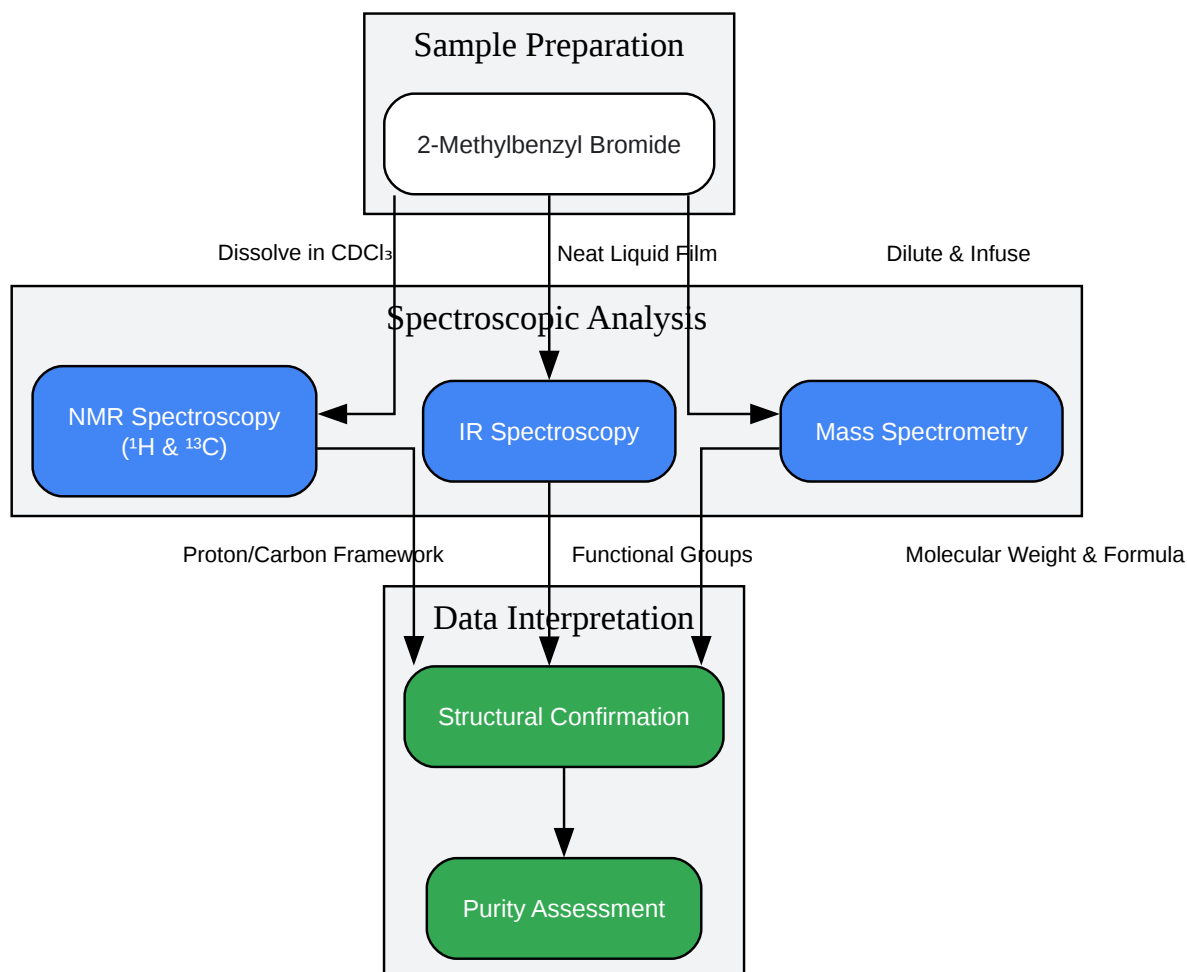 Sample Preparation
2-Methylbenzyl Bromide
Dissolve in CDCl₃
Neat Liquid Film
Dilute & Infuse
Spectroscopic Analysis
NMR Spectroscopy
(¹H & ¹³C)
IR Spectroscopy
Mass Spectrometry
Proton/Carbon Framework
Functional Groups
Molecular Weight & Formula
Data Interpretation
Structural Confirmation
Purity Assessment